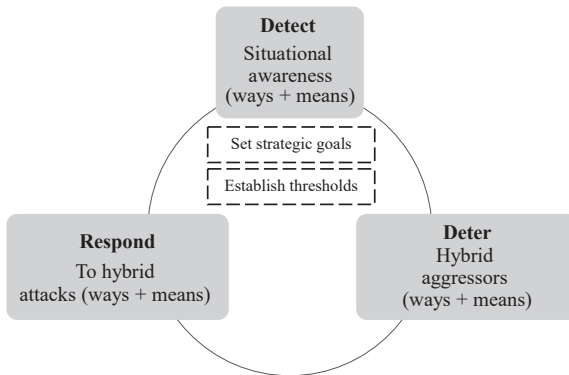 Detect
Situational
awareness
(ways + means)
Set strategic goals
Establish thresholds
Respond
To hybrid
attacks (ways + means)
Deter
Hybrid
aggressors
(ways + means)